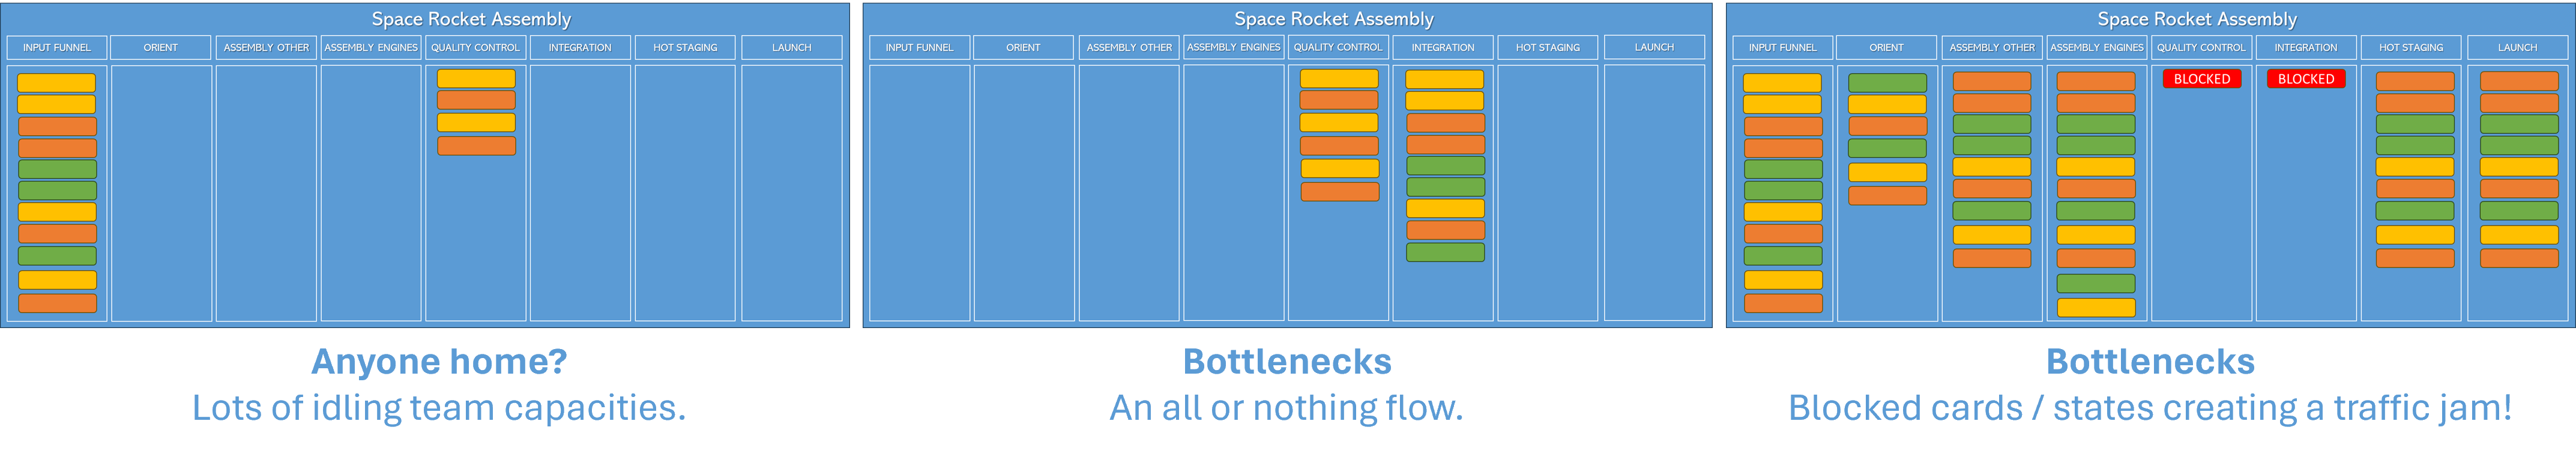 Space Rocket Assembly
INPUT FUNNEL ORIENT ASSEMBLY OTHER ASSEMBLY ENGINES QUALITY CONTROL INTEGRATION HOT STAGING LAUNCH
Anyone home?
Lots of idling team capacities.
Space Rocket Assembly
INPUT FUNNEL ORIENT ASSEMBLY OTHER ASSEMBLY ENGINES QUALITY CONTROL INTEGRATION HOT STAGING LAUNCH
Bottlenecks
An all or nothing flow.
Space Rocket Assembly
INPUT FUNNEL ORIENT ASSEMBLY OTHER ASSEMBLY ENGINES QUALITY CONTROL INTEGRATION HOT STAGING LAUNCH
BLOCKED BLOCKED
Bottlenecks
Blocked cards / states creating a traffic jam!